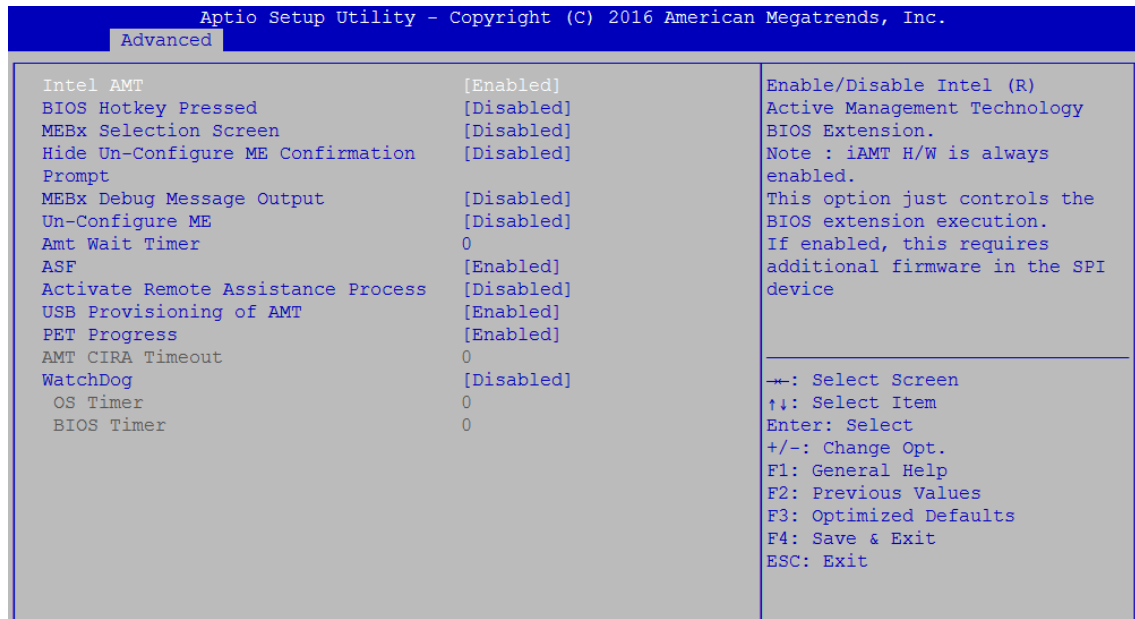 Aptio Setup Utility - Copyright (C) 2016 American Megatrends, Inc.
Advanced
Intel AMT [Enabled]
BIOS Hotkey Pressed [Disabled]
MEBx Selection Screen [Disabled]
Hide Un-Configure ME Confirmation [Disabled]
Prompt
MEBx Debug Message Output [Disabled]
Un-Configure ME [Disabled]
Amt Wait Timer 0
ASF [Enabled]
Activate Remote Assistance Process [Disabled]
USB Provisioning of AMT [Enabled]
PET Progress [Enabled]
AMT CIRA Timeout 0
WatchDog [Disabled]
OS Timer 0
BIOS Timer 0
Enable/Disable Intel (R)
Active Management Technology
BIOS Extension.
Note : iAMT H/W is always
enabled.
This option just controls the
BIOS extension execution.
If enabled, this requires
additional firmware in the SPI
device
→←: Select Screen
↑↓: Select Item
Enter: Select
+/-: Change Opt.
F1: General Help
F2: Previous Values
F3: Optimized Defaults
F4: Save & Exit
ESC: Exit